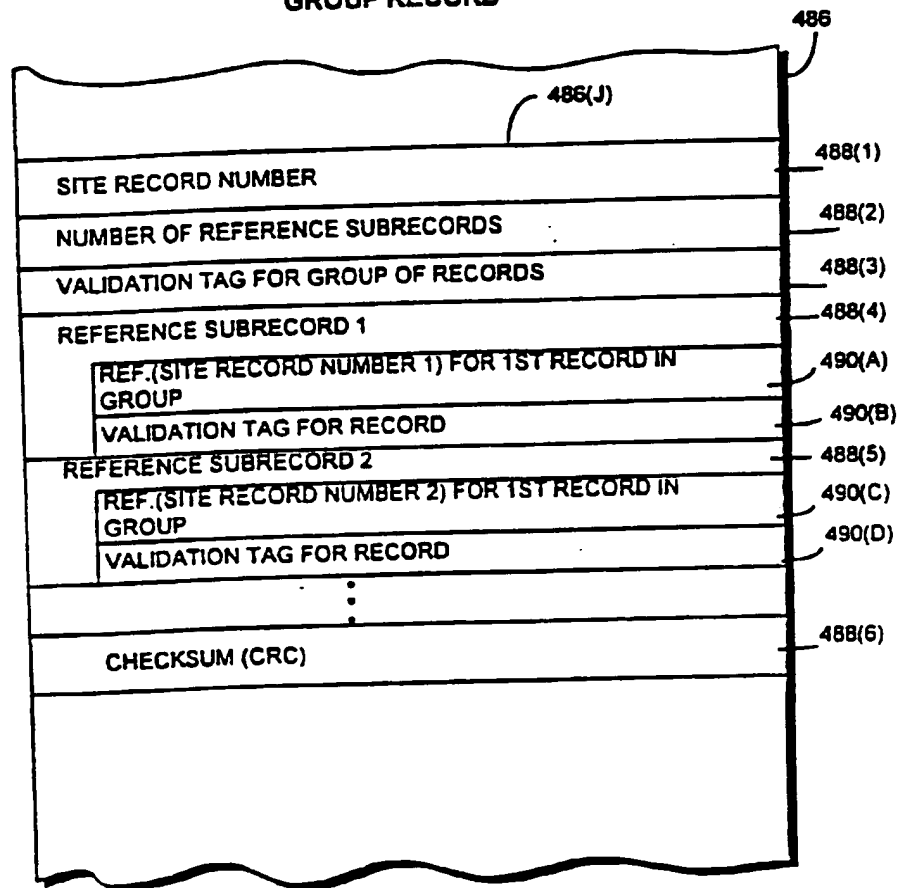 GROUP RECORD
486
486(J)
SITE RECORD NUMBER
488(1)
NUMBER OF REFERENCE SUBRECORDS
488(2)
VALIDATION TAG FOR GROUP OF RECORDS
488(3)
REFERENCE SUBRECORD 1
488(4)
REF.(SITE RECORD NUMBER 1) FOR 1ST RECORD IN
GROUP
490(A)
VALIDATION TAG FOR RECORD
490(B)
REFERENCE SUBRECORD 2
488(5)
REF.(SITE RECORD NUMBER 2) FOR 1ST RECORD IN
GROUP
490(C)
VALIDATION TAG FOR RECORD
490(D)
CHECKSUM (CRC)
488(6)